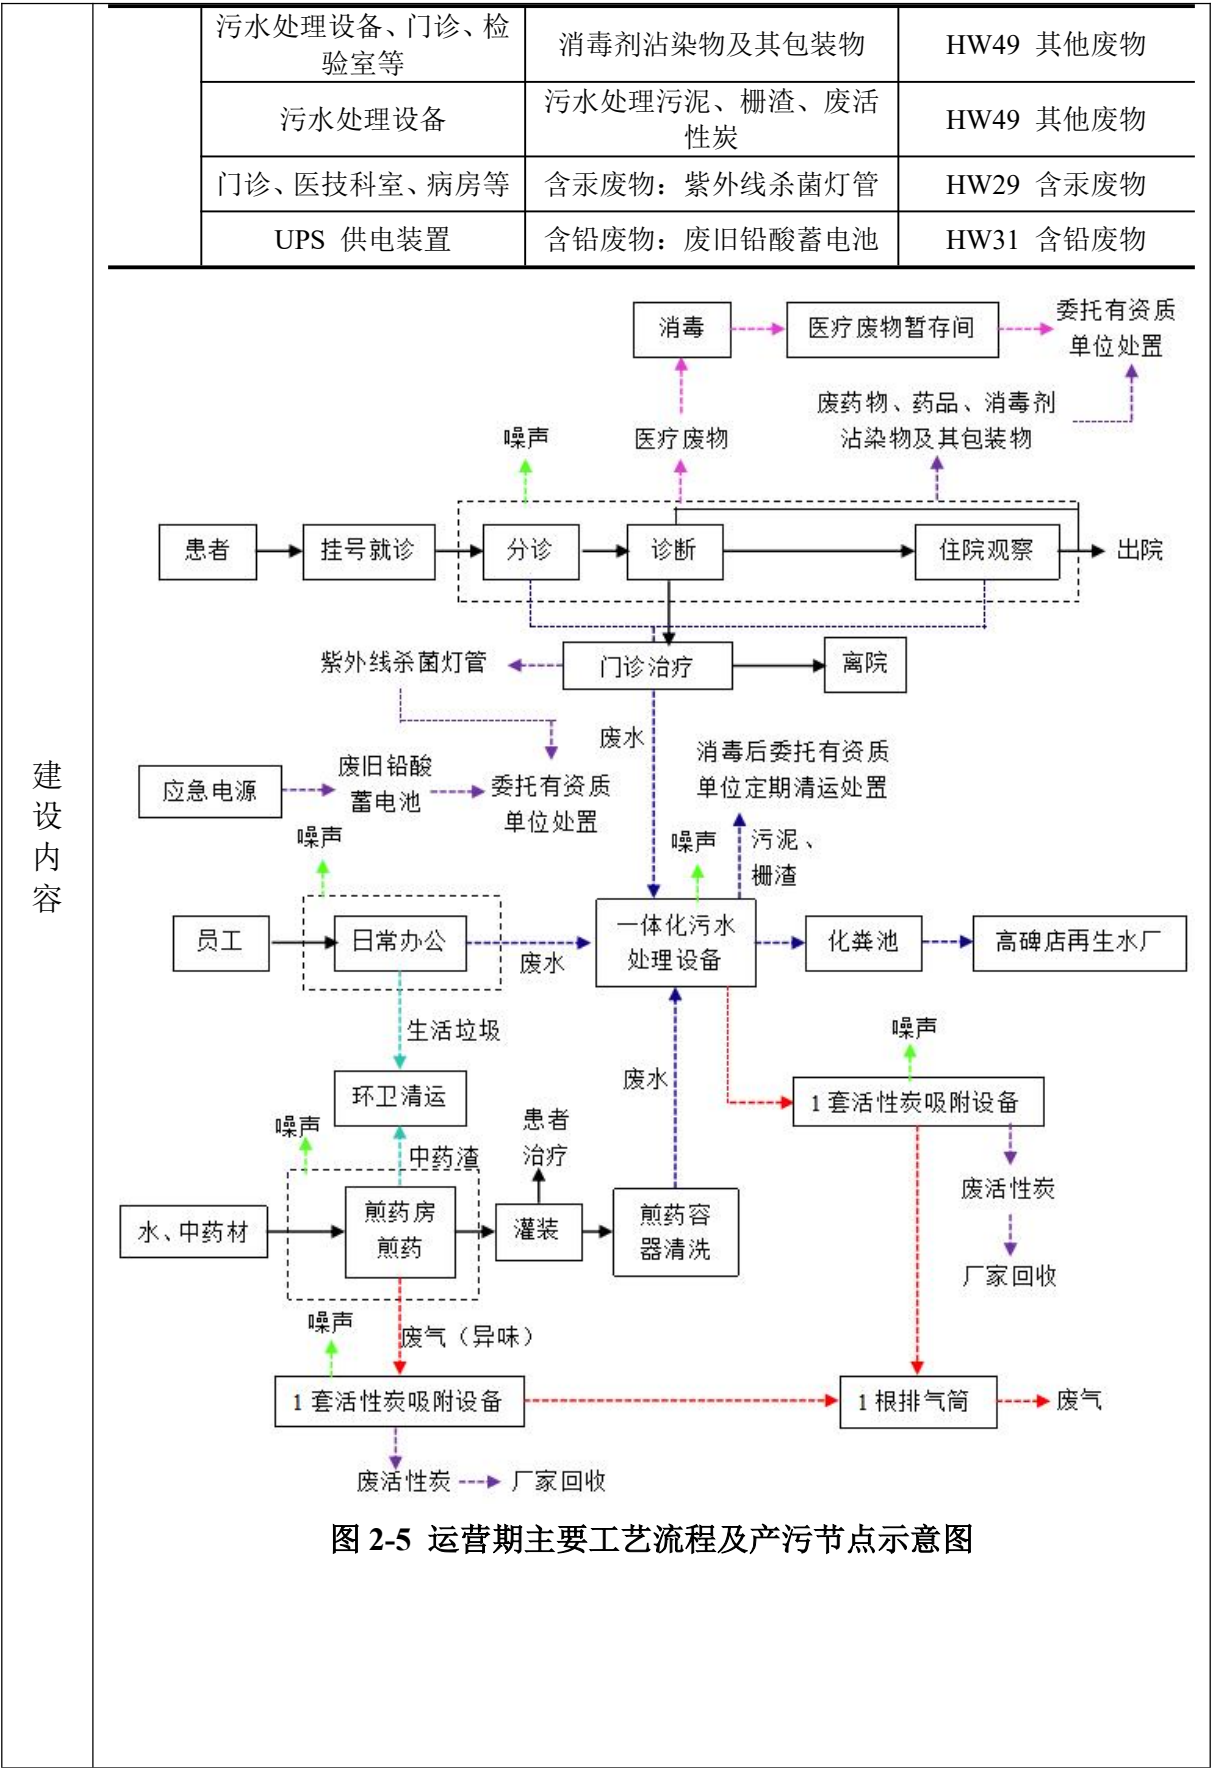 污水处理设备、门诊、检
验室等
消毒剂沾染物及其包装物
HW49 其他废物
污水处理设备
污水处理污泥、栅渣、废活
性炭
HW49 其他废物
门诊、医技科室、病房等
含汞废物：紫外线杀菌灯管
HW29 含汞废物
UPS 供电装置
含铅废物：废旧铅酸蓄电池
HW31 含铅废物
建
设
内
容
消毒
医疗废物暂存间
委托有资质
单位处置
废药物、药品、消毒剂
沾染物及其包装物
噪声
医疗废物
患者
挂号就诊
分诊
诊断
住院观察
出院
紫外线杀菌灯管
门诊治疗
离院
废水
消毒后委托有资质
单位定期清运处置
应急电源
废旧铅酸
蓄电池
委托有资质
单位处置
噪声
噪声
污泥、
栅渣
员工
日常办公
废水
一体化污水
处理设备
化粪池
高碑店再生水厂
生活垃圾
噪声
环卫清运
废水
1套活性炭吸附设备
噪声
中药渣
患者
治疗
废活性炭
水、中药材
煎药房
煎药
灌装
煎药容
器清洗
厂家回收
噪声
废气（异味）
1套活性炭吸附设备
1根排气筒
废气
废活性炭
厂家回收
图 2-5 运营期主要工艺流程及产污节点示意图